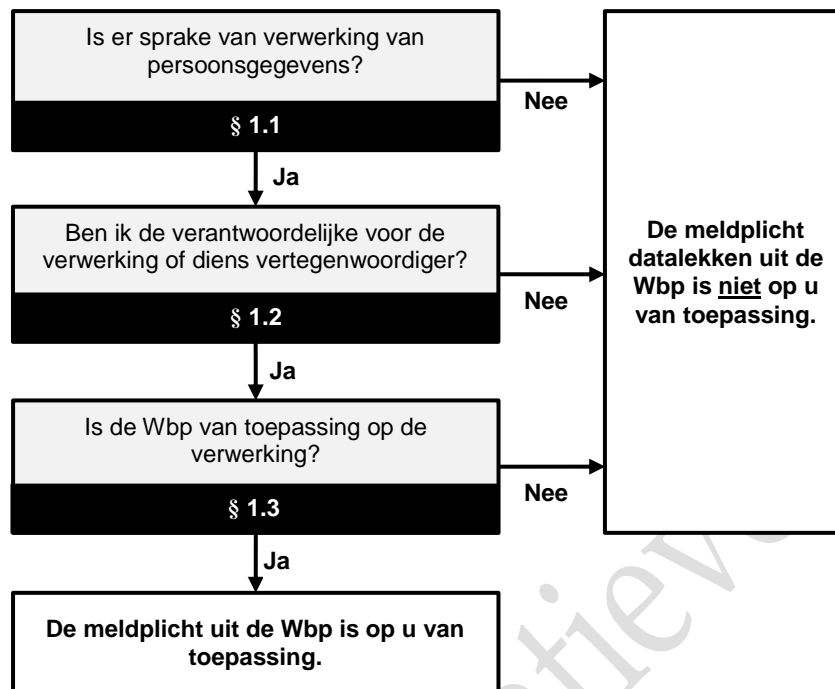 Is er sprake van verwerking van
persoonsgegevens?
§ 1.1
Nee
Ja
Ben ik de verantwoordelijke voor de
verwerking of diens vertegenwoordiger?
§ 1.2
Nee
Ja
Is de Wbp van toepassing op de
verwerking?
§ 1.3
Nee
Ja
De meldplicht uit de Wbp is op u van
toepassing.
De meldplicht
datalekken uit de
Wbp is niet op u
van toepassing.